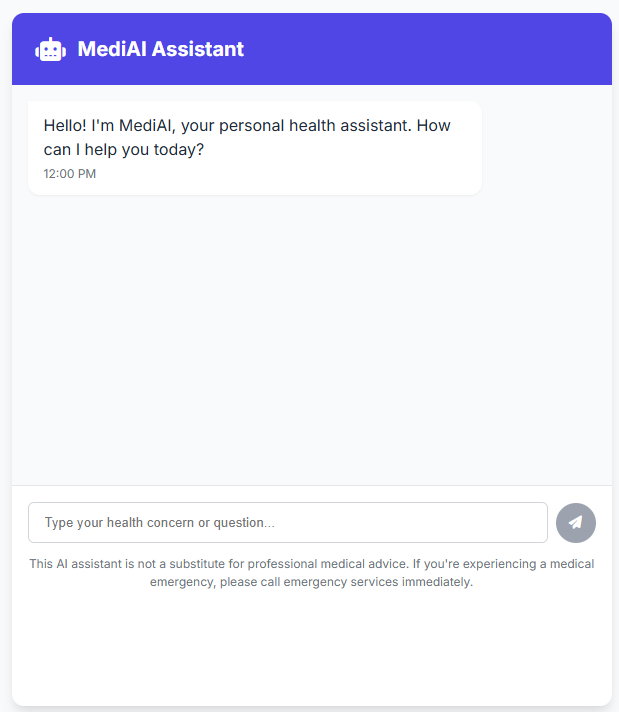 MediAI Assistant
Hello! I'm MediAI, your personal health assistant. How
can I help you today?
12:00 PM
Type your health concern or question...
This AI assistant is not a substitute for professional medical advice. If you're experiencing a medical
emergency, please call emergency services immediately.